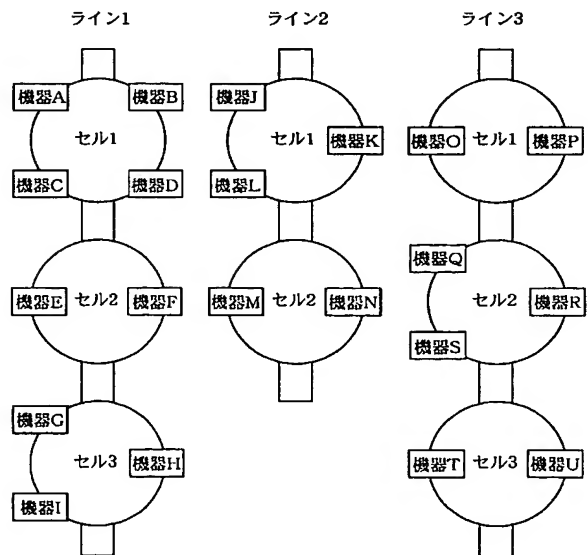 ライン1
ライン2
ライン3
機器A
機器B
セル1
機器C
機器D
機器E
セル2
機器F
機器G
セル3
機器H
機器I
機器J
セル1
機器K
機器L
機器M
セル2
機器N
機器O
セル1
機器P
機器Q
セル2
機器R
機器S
機器T
セル3
機器U